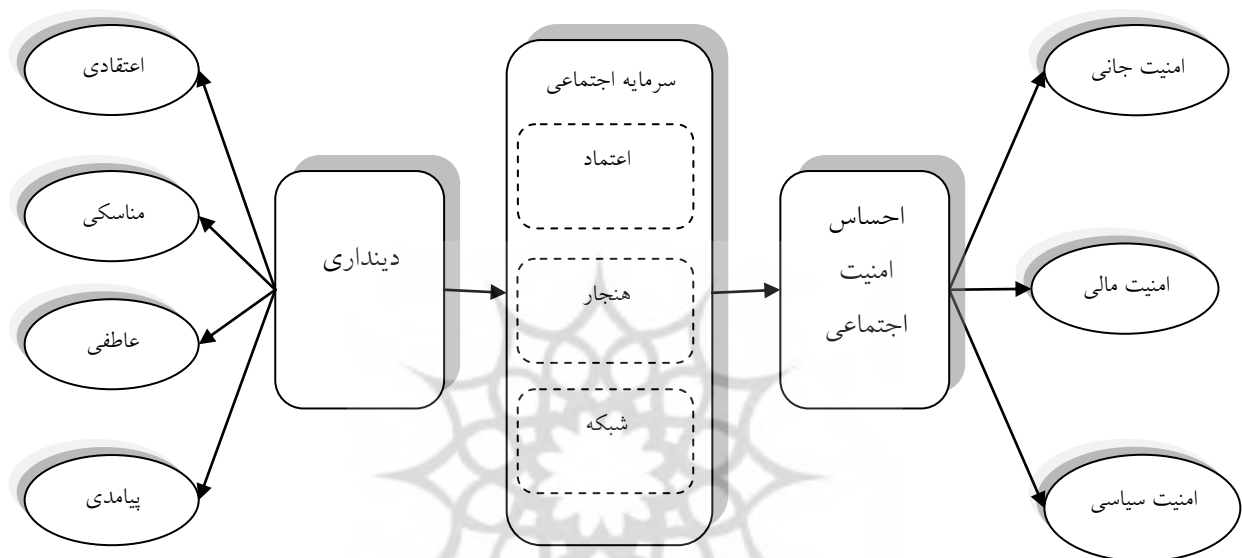 اعتقادی
مناسکی
عاطفی
پیامدی
دینداری
سرمایه اجتماعی
اعتماد
هنجار
شبکه
احساس
امنیت
اجتماعی
امنیت جانی
امنیت مالی
امنیت سیاسی